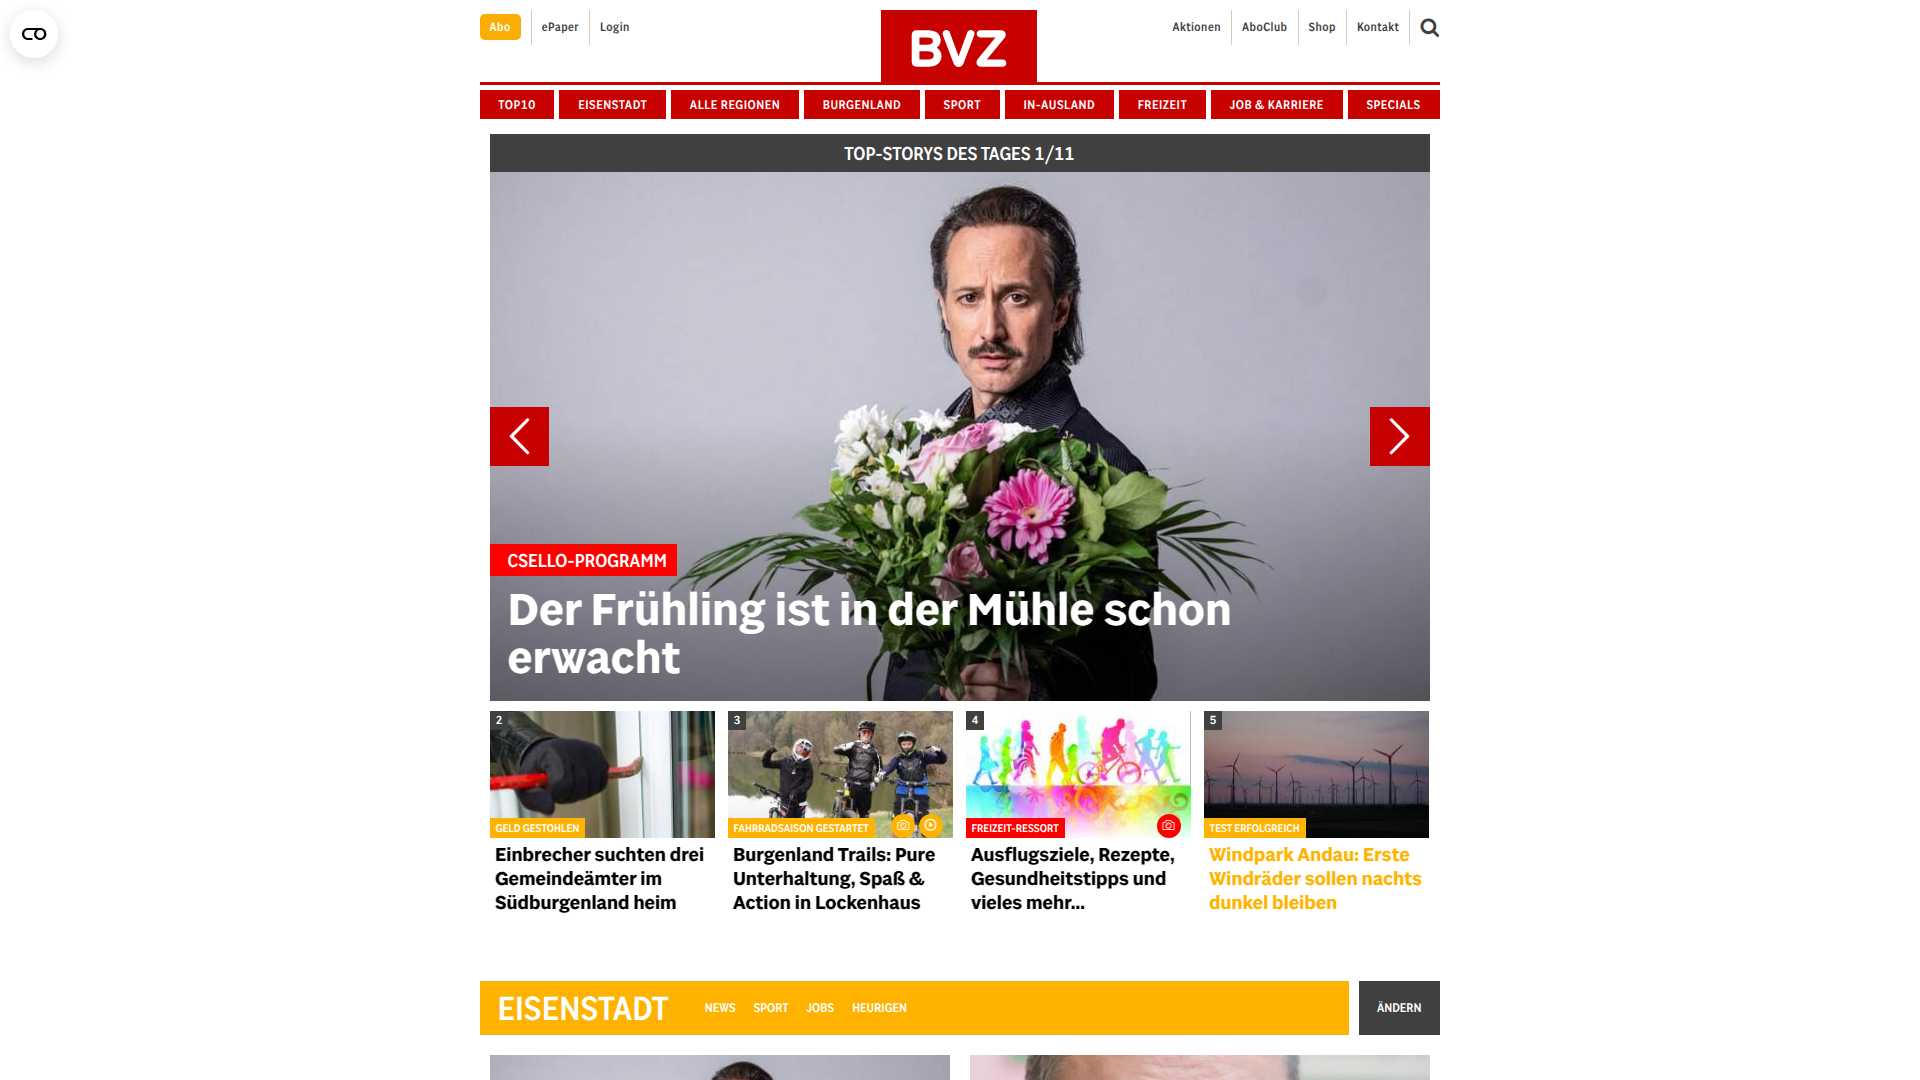 Abo
ePaper
Login
BVZ
Aktionen
AboClub
Shop
Kontakt
TOP10
EISENSTADT
ALLE REGIONEN
BURGENLAND
SPORT
IN-AUSLAND
FREIZEIT
JOB & KARRIERE
SPECIALS
TOP-STORYS DES TAGES 1/11
CSELLO-PROGRAMM
Der Frühling ist in der Mühle schon
erwacht
2
GELD GESTOHLEN
Einbrecher suchten drei
Gemeindeämter im
Südburgenland heim
3
FAHRRADSAISON GESTARTET
Burgenland Trails: Pure
Unterhaltung, Spaß &
Action in Lockenhaus
4
FREIZEIT-RESSORT
Ausflugsziele, Rezepte,
Gesundheitstipps und
vieles mehr...
5
TEST ERFOLGREICH
Windpark Andau: Erste
Windräder sollen nachts
dunkel bleiben
EISENSTADT
NEWS
SPORT
JOBS
HEURIGEN
ÄNDERN